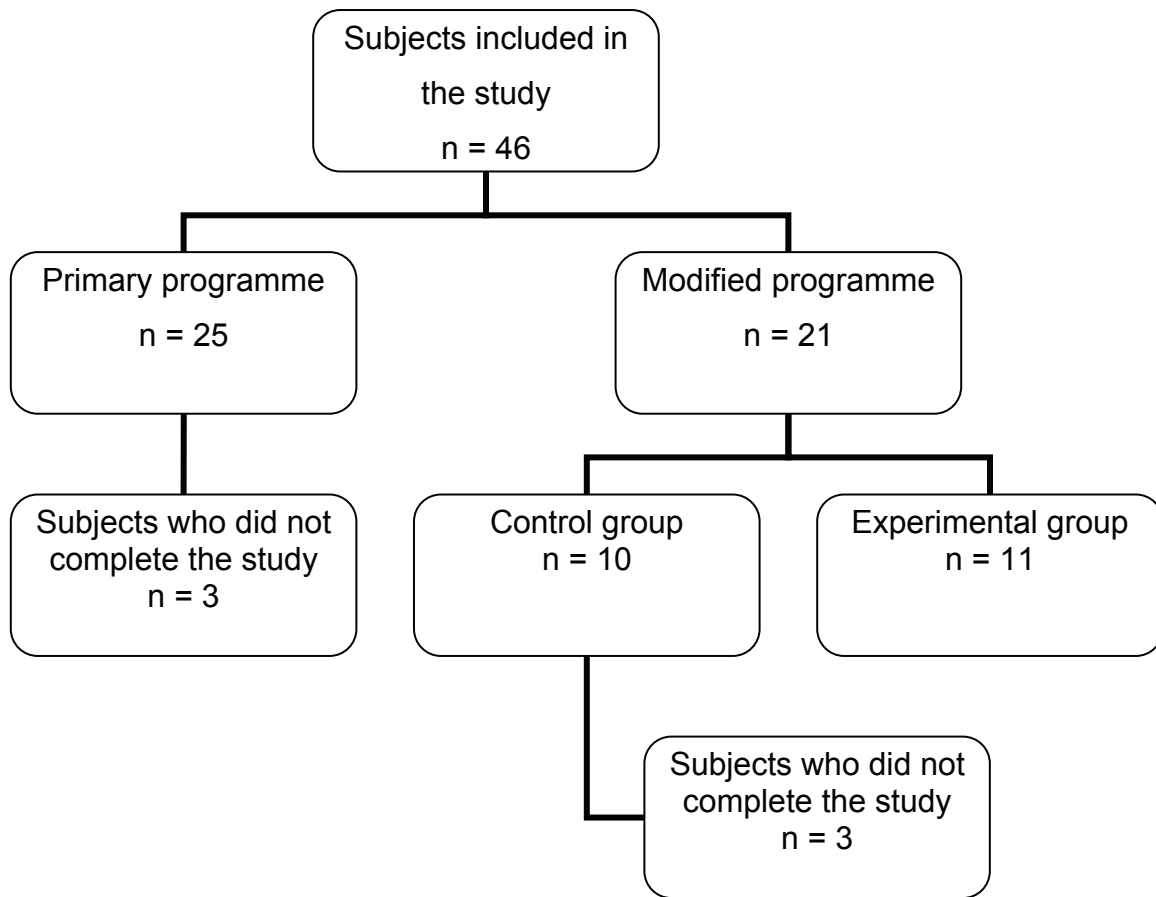 Subjects included in
the study
n = 46
Primary programme
n = 25
Modified programme
n = 21
Subjects who did not
complete the study
n = 3
Control group
n = 10
Experimental group
n = 11
Subjects who did not
complete the study
n = 3